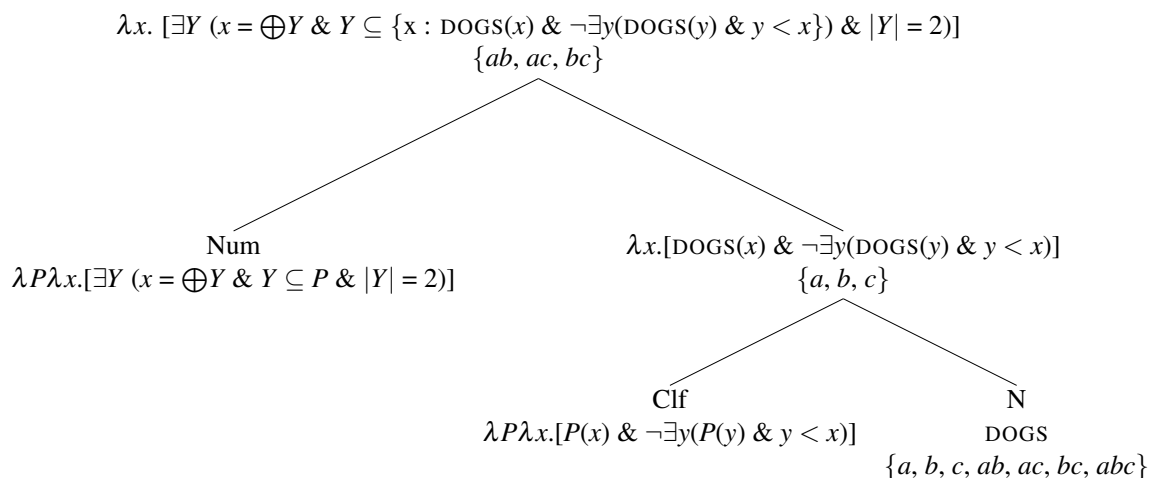 λx. [∃Y (x = ⨁Y & Y ⊆ {x : DOGS(x) & ¬∃y(DOGS(y) & y < x}) & |Y| = 2)]
{ab, ac, bc}
Num
λPλx.[∃Y (x = ⨁Y & Y ⊆ P & |Y| = 2)]
λx.[DOGS(x) & ¬∃y(DOGS(y) & y < x)]
{a, b, c}
Clf
λPλx.[P(x) & ¬∃y(P(y) & y < x)]
N
DOGS
{a, b, c, ab, ac, bc, abc}